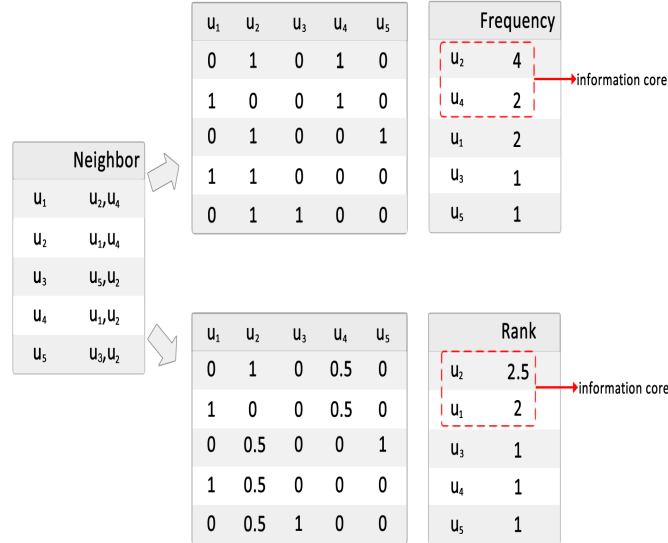 Neighbor
u₁ u₂,u₄
u₂ u₁,u₄
u₃ u₅,u₂
u₄ u₁,u₂
u₅ u₃,u₂
u₁ u₂ u₃ u₄ u₅
0 1 0 1 0
1 0 0 1 0
0 1 0 0 1
1 1 0 0 0
0 1 1 0 0
Frequency
u₂ 4
u₄ 2
u₁ 2
u₃ 1
u₅ 1
information core
u₁ u₂ u₃ u₄ u₅
0 1 0 0.5 0
1 0 0 0.5 0
0 0.5 0 0 1
1 0.5 0 0 0
0 0.5 1 0 0
Rank
u₂ 2.5
u₁ 2
u₃ 1
u₄ 1
u₅ 1
information core